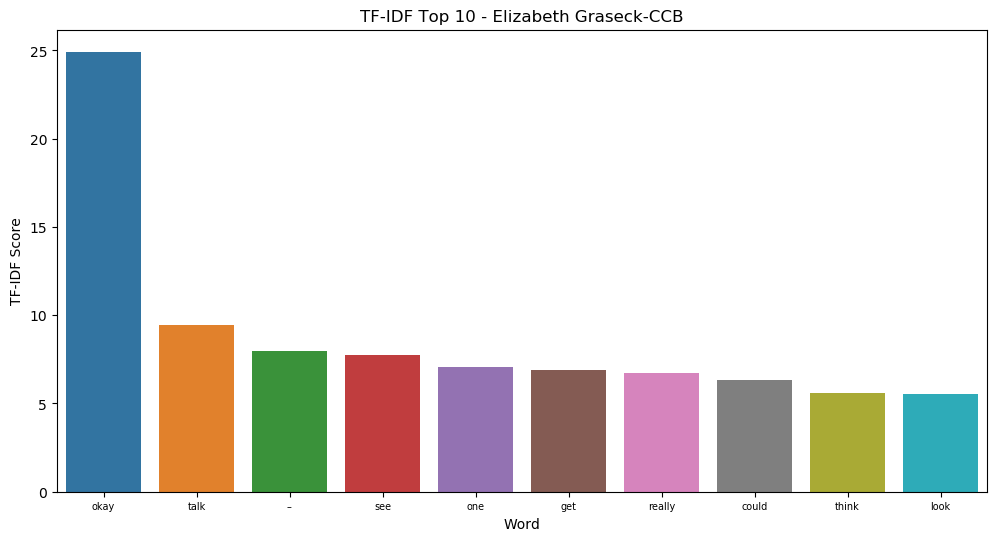 TF-IDF Top 10 - Elizabeth Graseck-CCB
TF-IDF Score
25
20
15
10
5
0
okay talk – see one get really could think look
Word